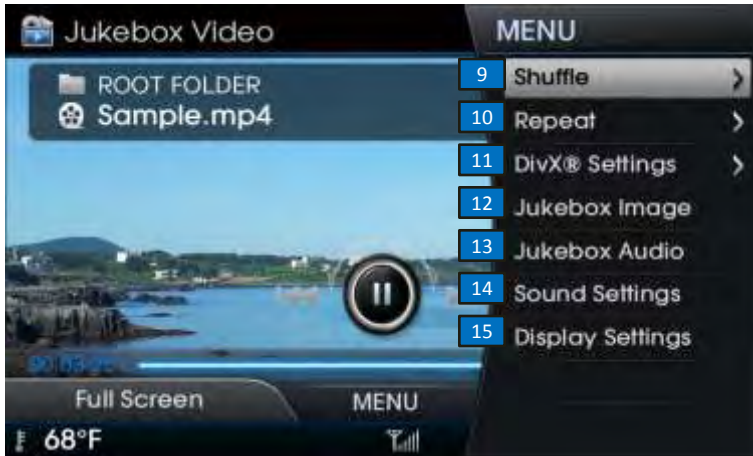 Jukebox Video
MENU
ROOT FOLDER
Sample.mp4
9 Shuffle
10 Repeat
11 DivX® Settings
12 Jukebox Image
13 Jukebox Audio
14 Sound Settings
15 Display Settings
Full Screen
MENU
68°F